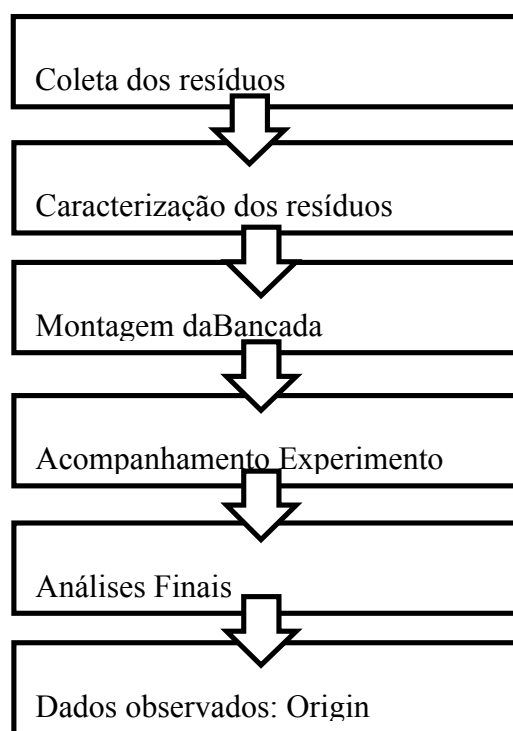 Coleta dos resíduos
Caracterização dos resíduos
Montagem daBancada
Acompanhamento Experimento
Análises Finais
Dados observados: Origin